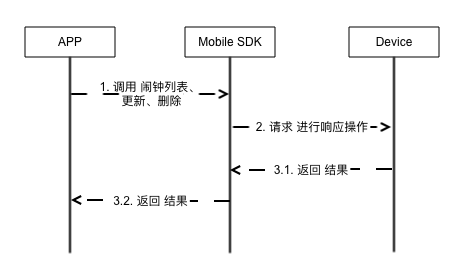 APP
Mobile SDK
Device
1. 调用 闹钟列表、
更新、删除
2. 请求 进行响应操作
3.1. 返回 结果
3.2. 返回 结果